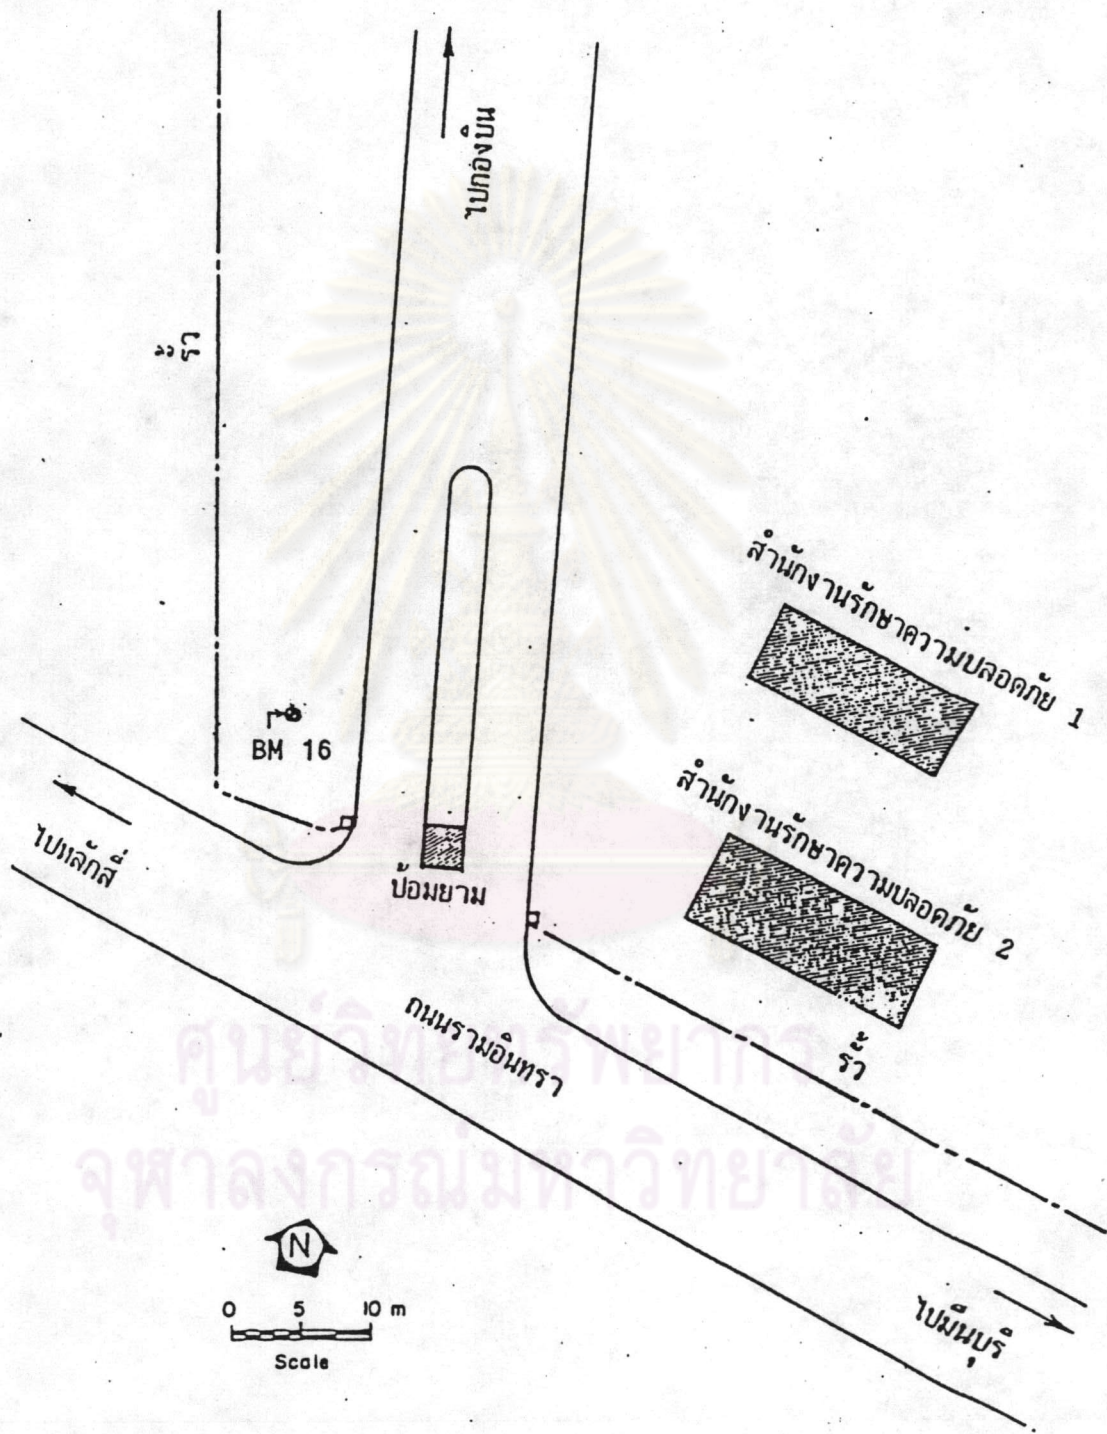 ไปกองบิน
รั้ว
สำนักงานรักษาความปลอดภัย 1
BM 16
สำนักงานรักษาความปลอดภัย 2
ไปหลักสี่
ป้อมยาม
ถนนรามอินทรา
รั้ว
ศูนย์วิทยทรัพยากร
จุฬาลงกรณ์มหาวิทยาลัย
N
0 5 10 m
Scale
ไปมีนบุรี